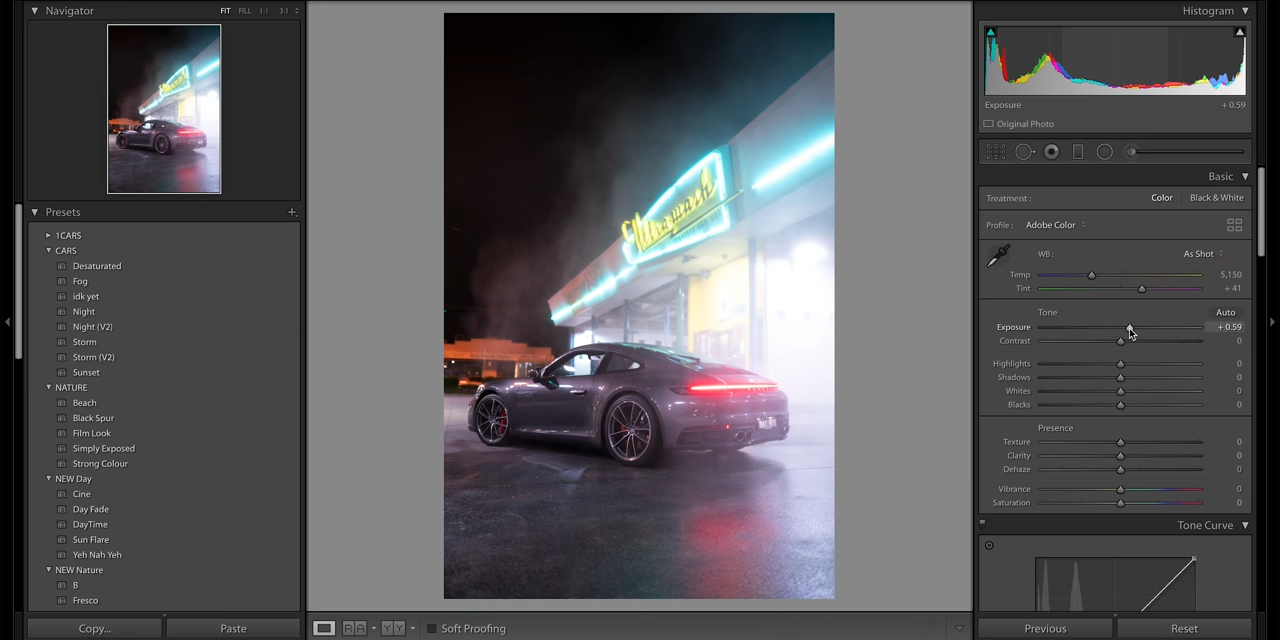 Navigator
FIT FILL 1:1 3:1
Presets
1CARS
CARS
Desaturated
Fog
idk yet
Night
Night (V2)
Storm
Storm (V2)
Sunset
NATURE
Beach
Black Spur
Film Look
Simply Exposed
Strong Colour
NEW Day
Cine
Day Fade
DayTime
Sun Flare
Yeh Nah Yeh
NEW Nature
B
Fresco
Copy... Paste
Soft Proofing
Histogram
Exposure + 0.59
Original Photo
Basic
Treatment : Color Black & White
Profile : Adobe Color
WB : As Shot
Temp 5,150
Tint + 41
Tone Auto
Exposure + 0.59
Contrast 0
Highlights 0
Shadows 0
Whites 0
Blacks 0
Presence
Texture 0
Clarity 0
Dehaze 0
Vibrance 0
Saturation 0
Tone Curve
Previous Reset